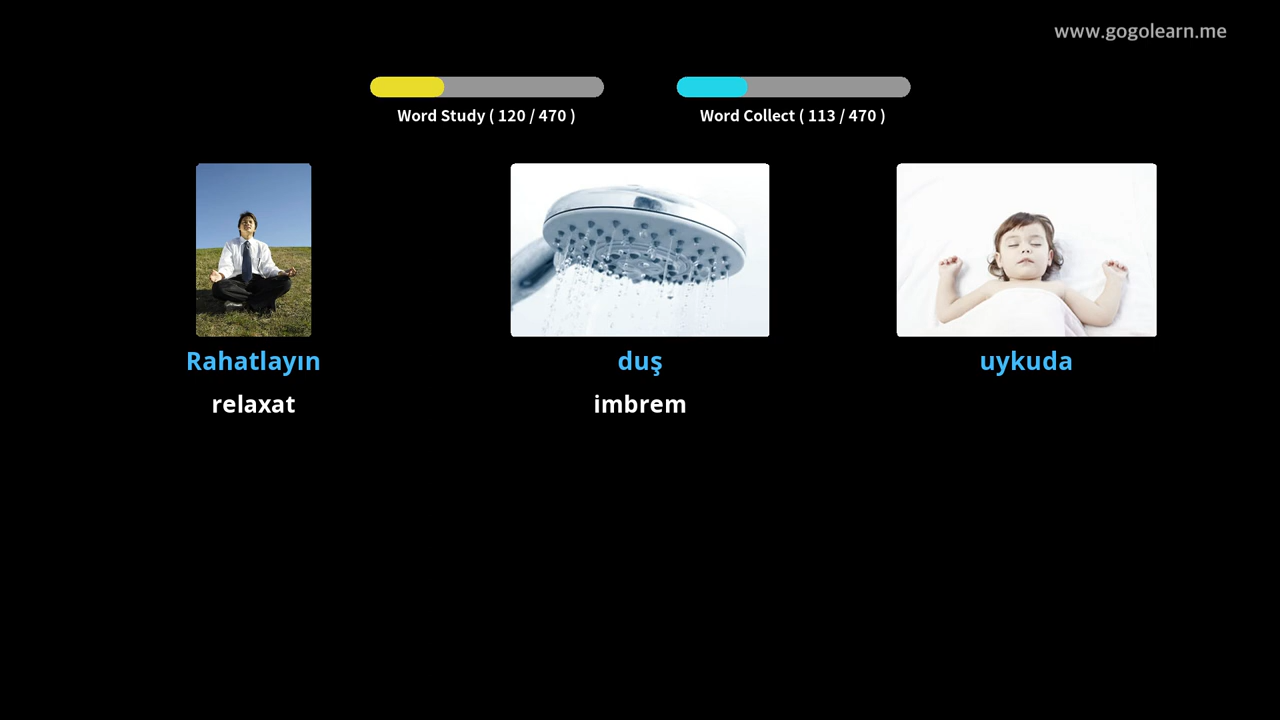 www.gogolearn.me
Word Study ( 120 / 470 )
Word Collect ( 113 / 470 )
Rahatlayın
duş
uykuda
relaxat
imbrem